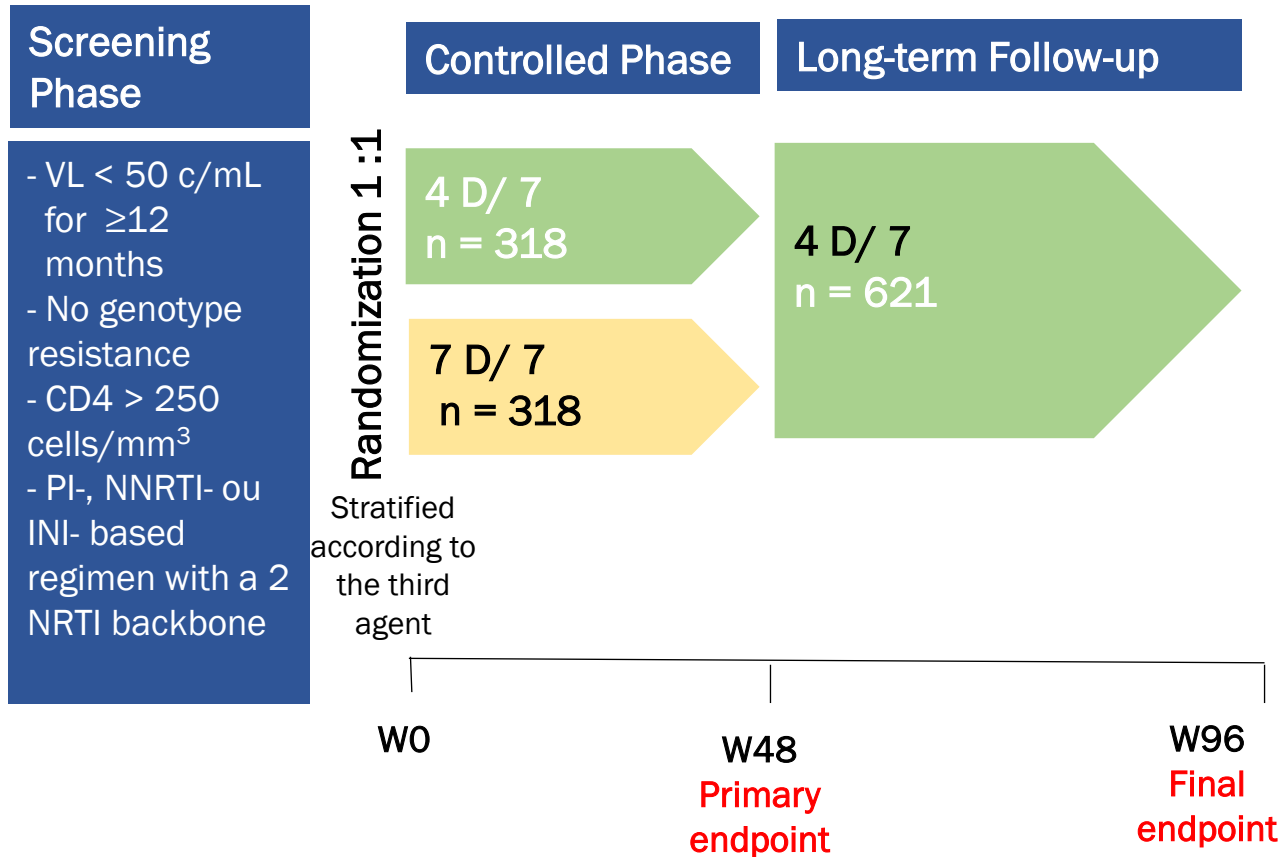 Screening
Phase
- VL < 50 c/mL
for ≥12
months
- No genotype
resistance
- CD4 > 250
cells/mm³
- PI-, NNRTI- ou
INI- based
regimen with a 2
NRTI backbone
Randomization 1 :1
Stratified
according to
the third
agent
Controlled Phase
4 D/ 7
n = 318
7 D/ 7
n = 318
Long-term Follow-up
4 D/ 7
n = 621
W0
W48
Primary
endpoint
W96
Final
endpoint